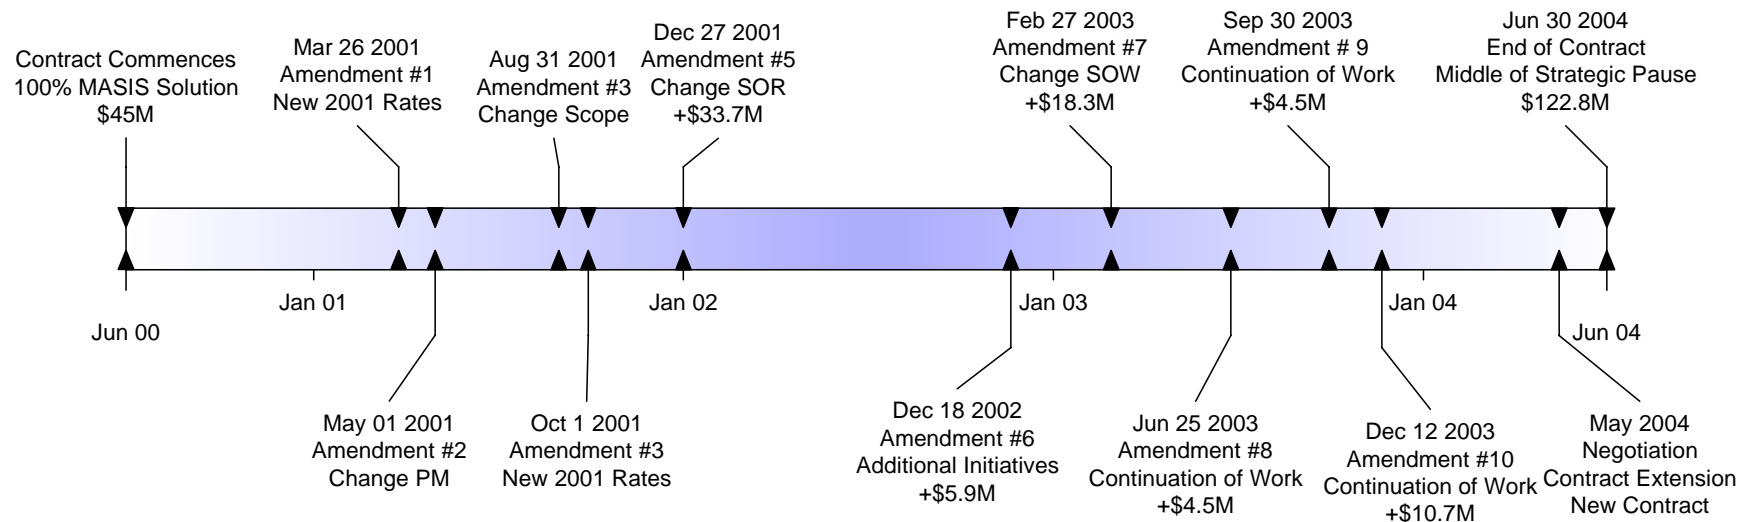 Contract Commences
100% MASIS Solution
$45M
Mar 26 2001
Amendment #1
New 2001 Rates
Aug 31 2001
Amendment #3
Change Scope
Dec 27 2001
Amendment #5
Change SOR
+$33.7M
Feb 27 2003
Amendment #7
Change SOW
+$18.3M
Sep 30 2003
Amendment # 9
Continuation of Work
+$4.5M
Jun 30 2004
End of Contract
Middle of Strategic Pause
$122.8M
Jun 00
Jan 01
Jan 02
Jan 03
Jan 04
Jun 04
May 01 2001
Amendment #2
Change PM
Oct 1 2001
Amendment #3
New 2001 Rates
Dec 18 2002
Amendment #6
Additional Initiatives
+$5.9M
Jun 25 2003
Amendment #8
Continuation of Work
+$4.5M
Dec 12 2003
Amendment #10
Continuation of Work
+$10.7M
May 2004
Negotiation
Contract Extension
New Contract